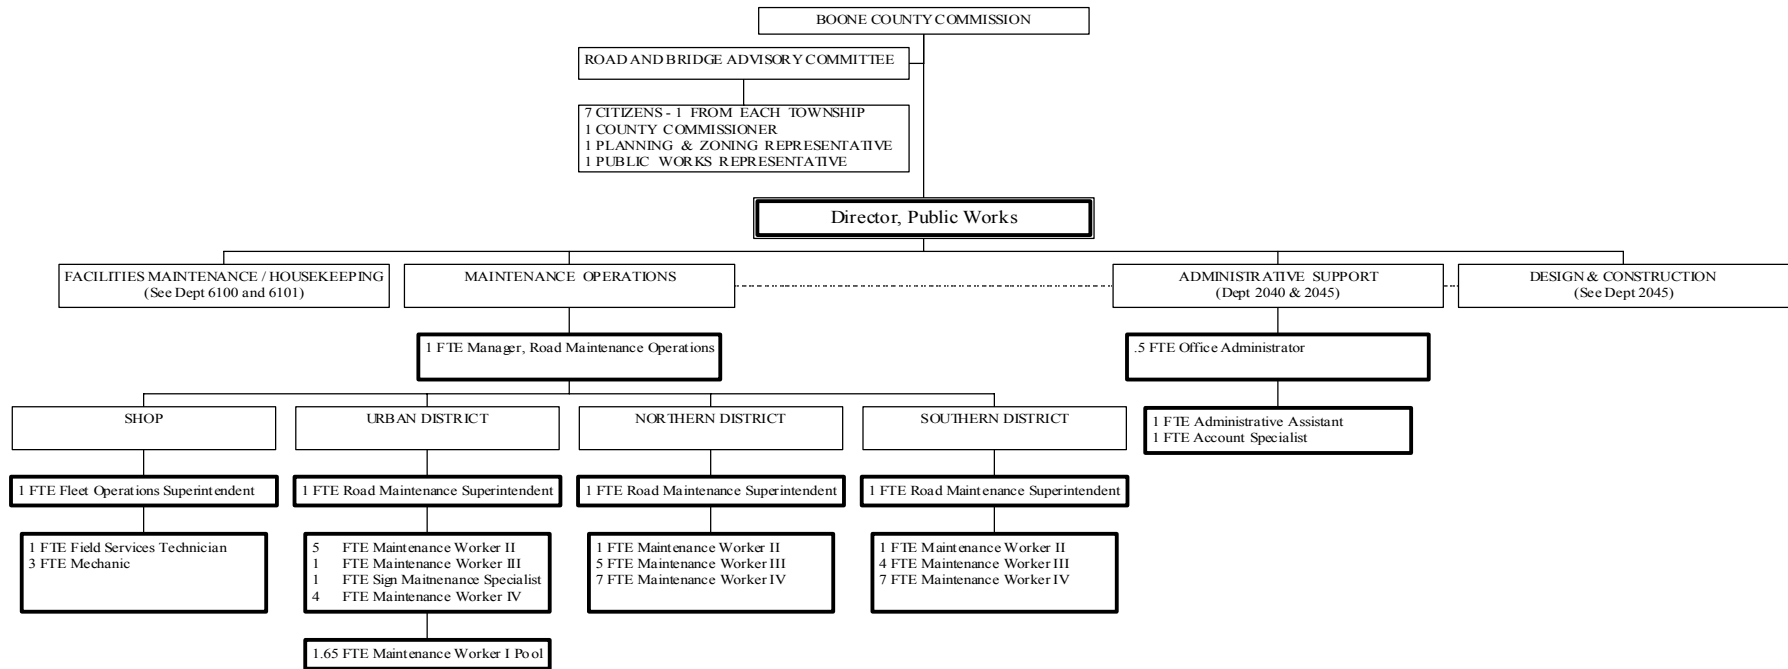 BOONE COUNTY COMMISSION
ROAD AND BRIDGE ADVISORY COMMITTEE
7 CITIZENS - 1 FROM EACH TOWNSHIP
1 COUNTY COMMISSIONER
1 PLANNING & ZONING REPRESENTATIVE
1 PUBLIC WORKS REPRESENTATIVE
Director, Public Works
FACILITIES MAINTENANCE / HOUSEKEEPING
(See Dept 6100 and 6101)
MAINTENANCE OPERATIONS
ADMINISTRATIVE SUPPORT
(Dept 2040 & 2045)
DESIGN & CONSTRUCTION
(See Dept 2045)
1 FTE Manager, Road Maintenance Operations
.5 FTE Office Administrator
1 FTE Administrative Assistant
1 FTE Account Specialist
SHOP
URBAN DISTRICT
NORTHERN DISTRICT
SOUTHERN DISTRICT
1 FTE Fleet Operations Superintendent
1 FTE Road Maintenance Superintendent
1 FTE Road Maintenance Superintendent
1 FTE Road Maintenance Superintendent
1 FTE Field Services Technician
3 FTE Mechanic
5 FTE Maintenance Worker II
1 FTE Maintenance Worker III
1 FTE Sign Maitnenance Specialist
4 FTE Maintenance Worker IV
1 FTE Maintenance Worker II
5 FTE Maintenance Worker III
7 FTE Maintenance Worker IV
1 FTE Maintenance Worker II
4 FTE Maintenance Worker III
7 FTE Maintenance Worker IV
1.65 FTE Maintenance Worker I Pool